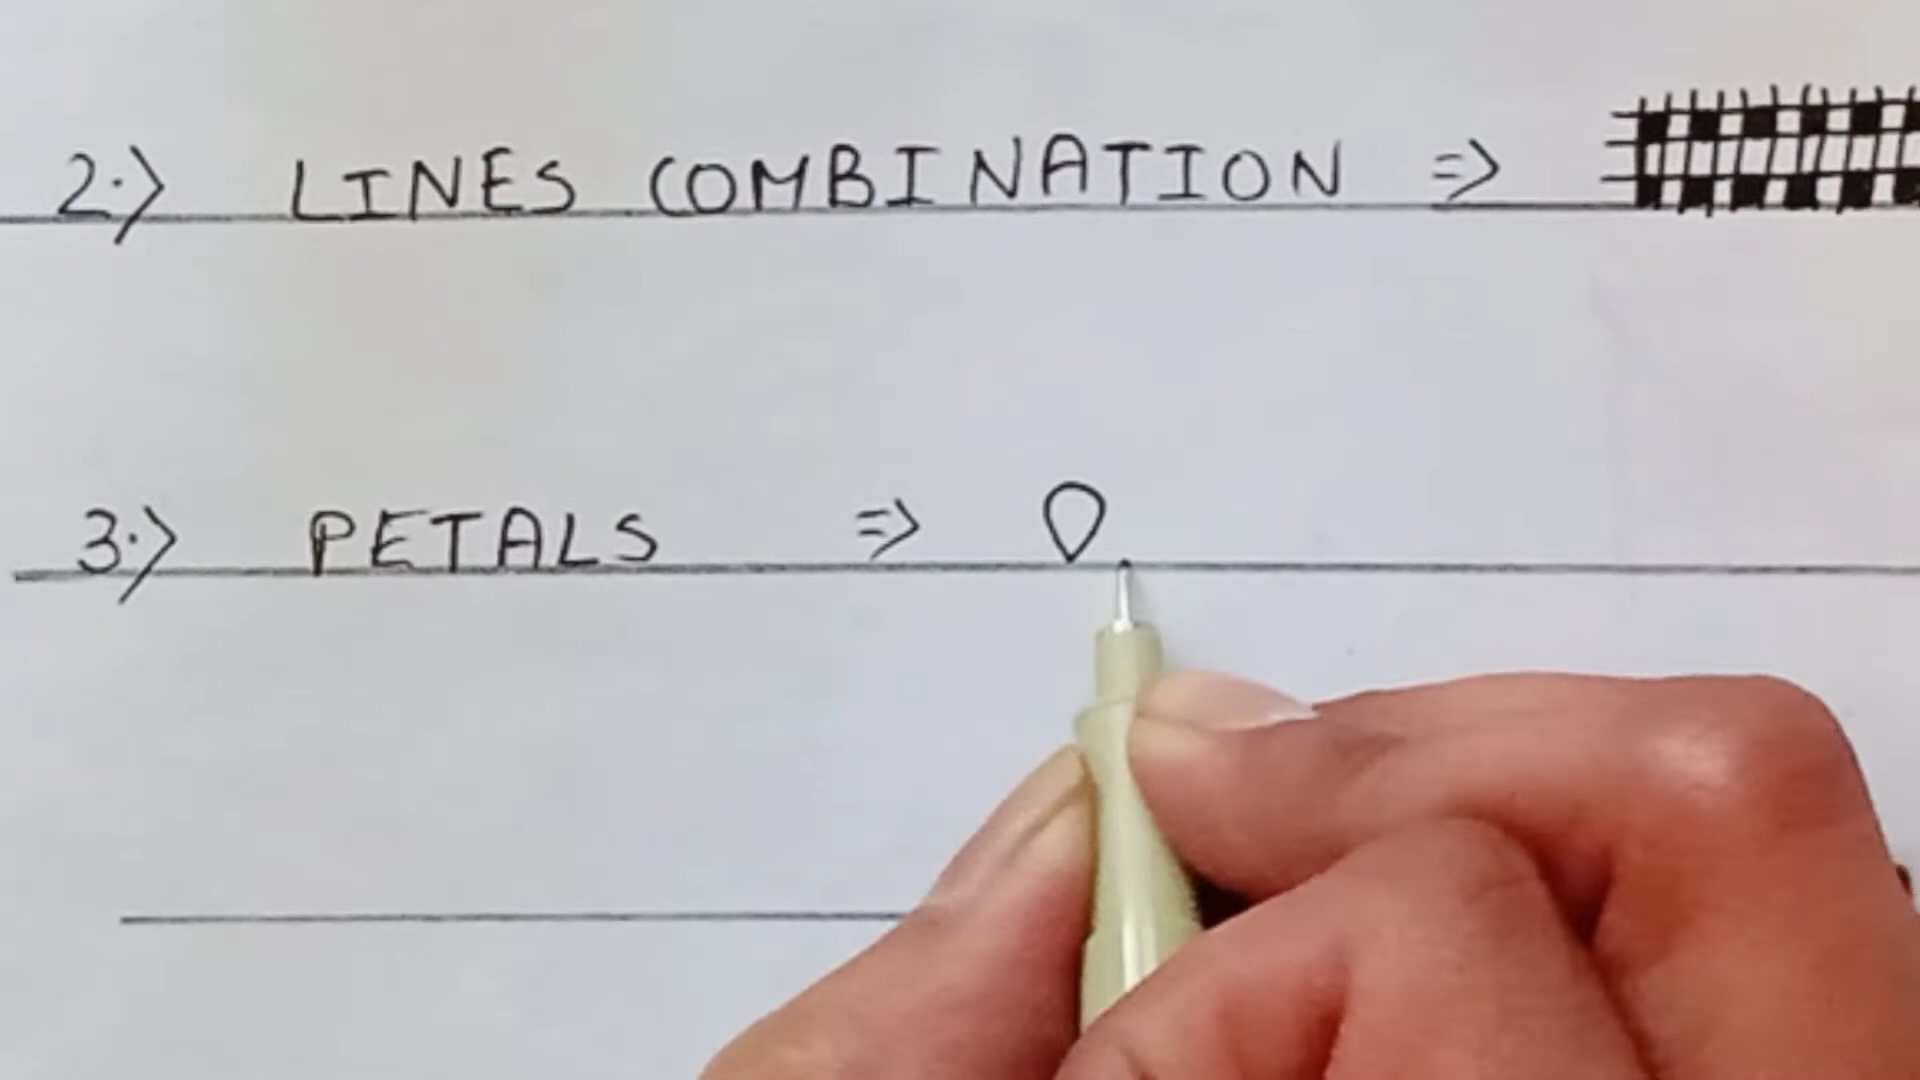 2.) LINES COMBINATION =>
3.) PETALS =>